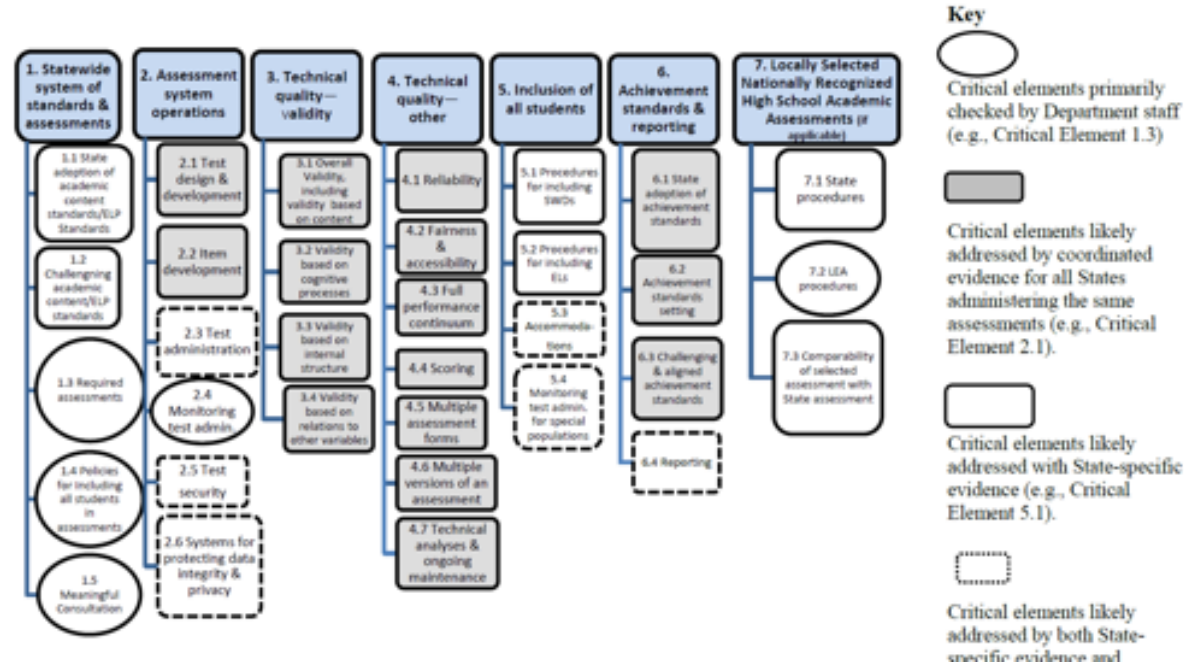 1. Statewide
system of
standards &
assessments
1.1 State
adoption of
academic
content
standards/ELP
Standards
1.2
Challengning
academic
content/ELP
standards
1.3 Required
assessments
1.4 Policies
for Including
all students
in
assessments
1.5
Meaningful
Consultation
2. Assessment
system
operations
2.1 Test
design &
development
2.2 Item
development
2.3 Test
administration
2.4
Monitoring
test admin.
2.5 Test
security
2.6 Systems for
protecting data
integrity &
privacy
3. Technical
quality—
validity
3.1 Overall
Validity,
including
validity based
on content
3.2 Validity
based on
cognitive
processes
3.3 Validity
based on
internal
structure
3.4 Validity
based on
relations to
other variables
4. Technical
quality—
other
4.1 Reliability
4.2 Fairness
&
accessibility
4.3 Full
performance
continuum
4.4 Scoring
4.5 Multiple
assessment
forms
4.6 Multiple
versions of an
assessment
4.7 Technical
analyses &
ongoing
maintenance
5. Inclusion of
all students
5.1 Procedures
for including
SWDs
5.2 Procedures
for including
ELs
5.3
Accommoda-
tions
5.4
Monitoring
test admin.
for special
populations
6.
Achievement
standards &
reporting
6.1 State
adoption of
achievement
standards
6.2
Achievement
standards
setting
6.3 Challenging
& aligned
achievement
standards
6.4 Reporting
7. Locally Selected
Nationally Recognized
High School Academic
Assessments (if
applicable)
7.1 State
procedures
7.2 LEA
procedures
7.3 Comparability
of selected
assessment with
State assessment
Key
Critical elements primarily
checked by Department staff
(e.g., Critical Element 1.3)
Critical elements likely
addressed by coordinated
evidence for all States
administering the same
assessments (e.g., Critical
Element 2.1).
Critical elements likely
addressed with State-specific
evidence (e.g., Critical
Element 5.1).
Critical elements likely
addressed by both State-
specific evidence and